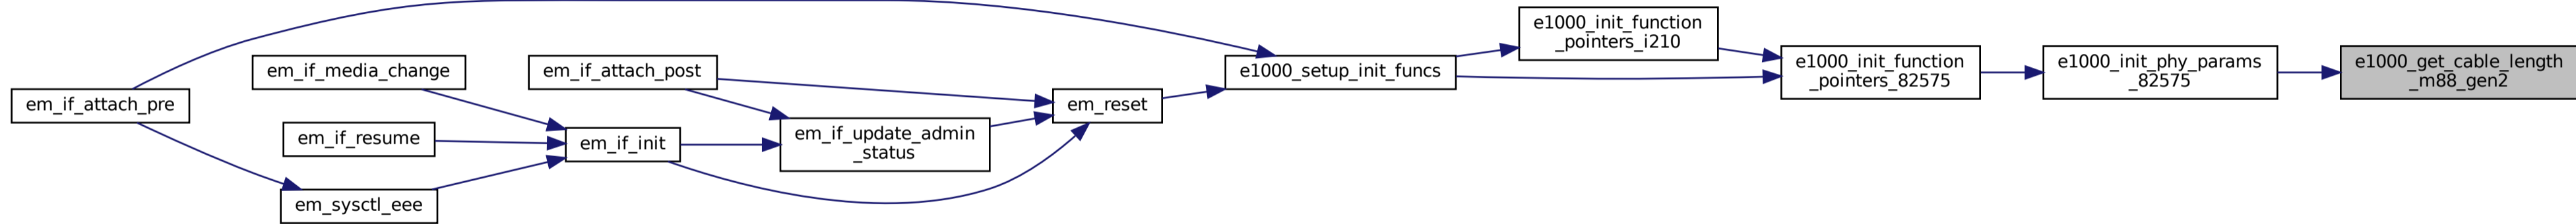 em_if_attach_pre
em_if_media_change
em_if_resume
em_sysctl_eee
em_if_attach_post
em_if_init
em_if_update_admin
_status
em_reset
e1000_setup_init_funcs
e1000_init_function
_pointers_i210
e1000_init_function
_pointers_82575
e1000_init_phy_params
_82575
e1000_get_cable_length
_m88_gen2